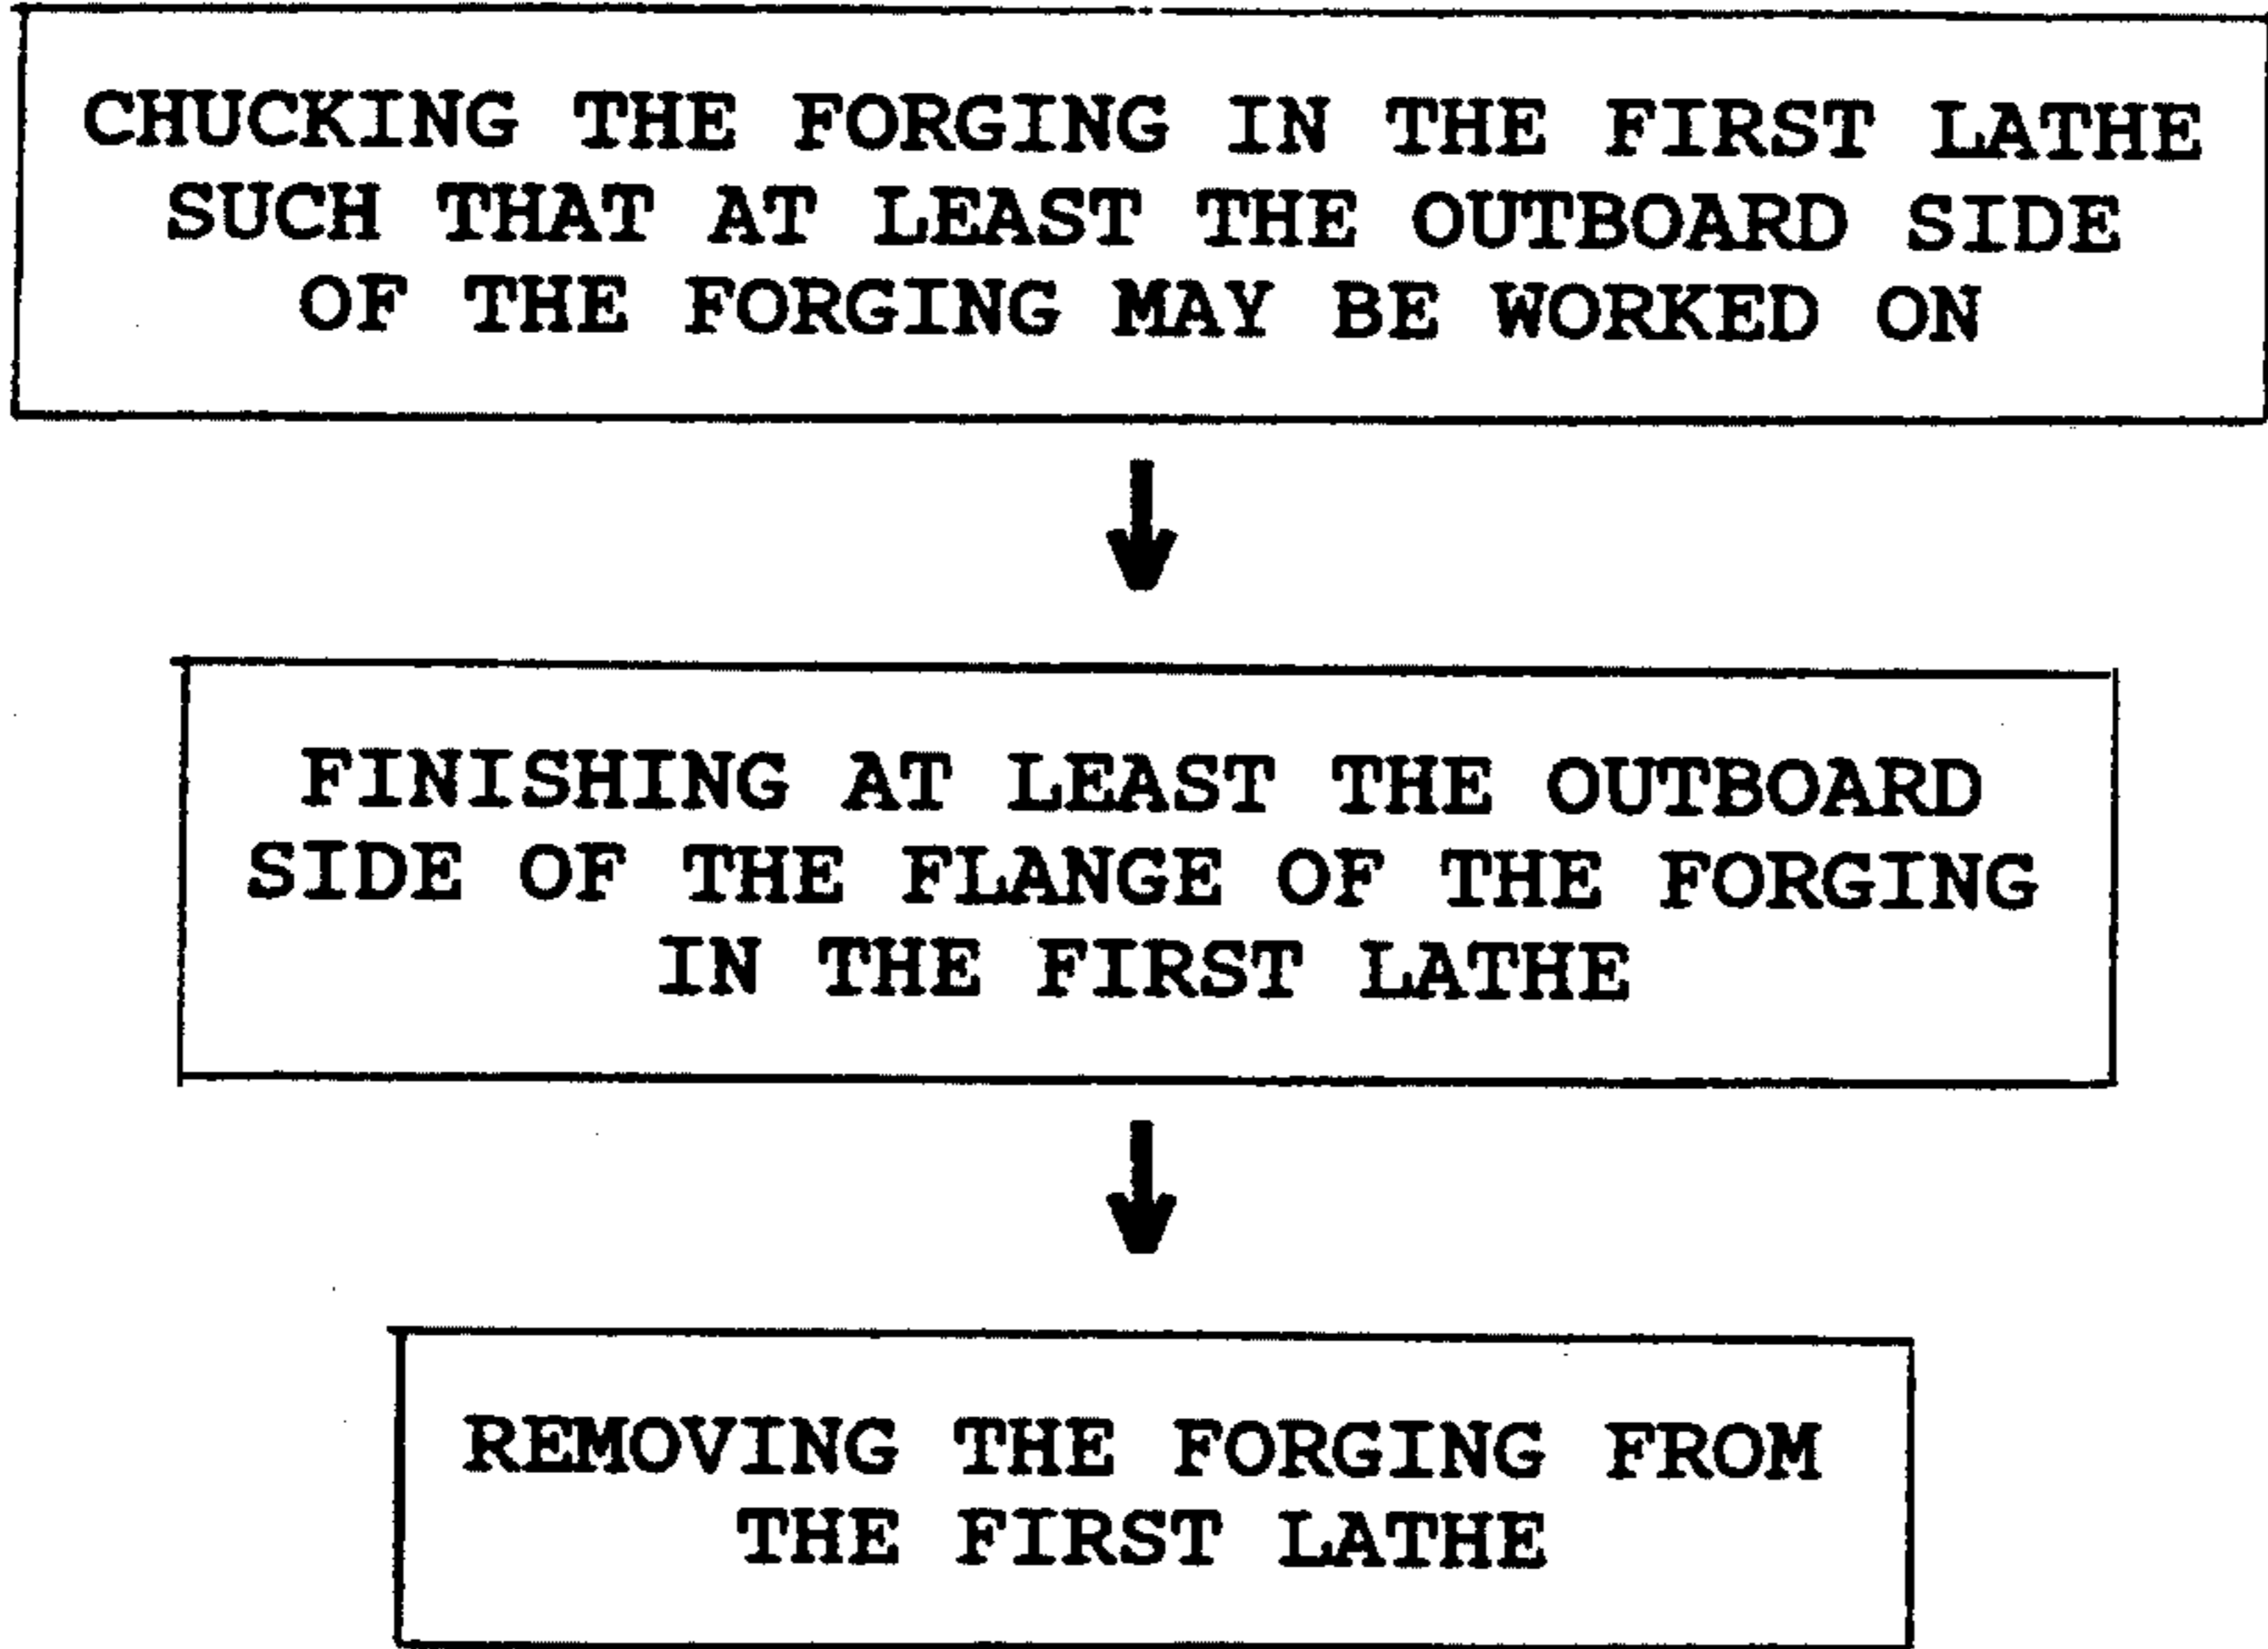 CHUCKING THE FORGING IN THE FIRST LATHE
SUCH THAT AT LEAST THE OUTBOARD SIDE
OF THE FORGING MAY BE WORKED ON
FINISHING AT LEAST THE OUTBOARD
SIDE OF THE FLANGE OF THE FORGING
IN THE FIRST LATHE
REMOVING THE FORGING FROM
THE FIRST LATHE